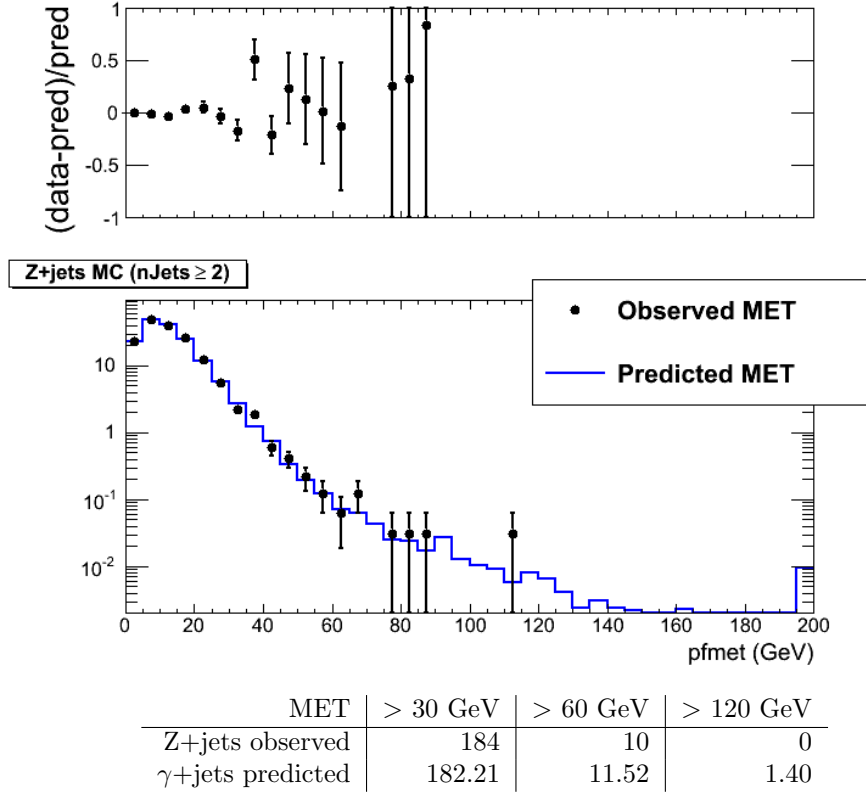 (data-pred)/pred
1
0.5
0
-0.5
-1
Z+jets MC (nJets ≥ 2)
Observed MET
Predicted MET
10
1
10⁻¹
10⁻²
0 20 40 60 80 100 120 140 160 180 200
pfmet (GeV)
MET > 30 GeV > 60 GeV > 120 GeV
Z+jets observed 184 10 0
γ+jets predicted 182.21 11.52 1.40